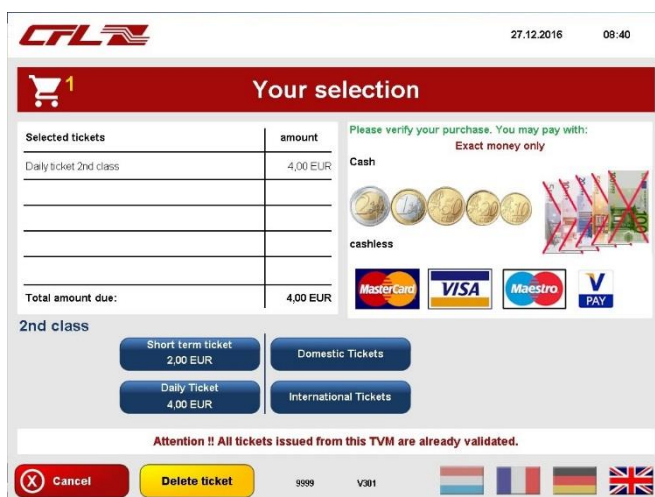 CFL
27.12.2016 08:40
1 Your selection
Selected tickets amount
Daily ticket 2nd class 4,00 EUR
Total amount due: 4,00 EUR
Please verify your purchase. You may pay with:
Exact money only
Cash
cashless
MasterCard VISA Maestro V PAY
2nd class
Short term ticket
2,00 EUR
Domestic Tickets
Daily Ticket
4,00 EUR
International Tickets
Attention !! All tickets issued from this TVM are already validated.
X Cancel Delete ticket 9999 V301